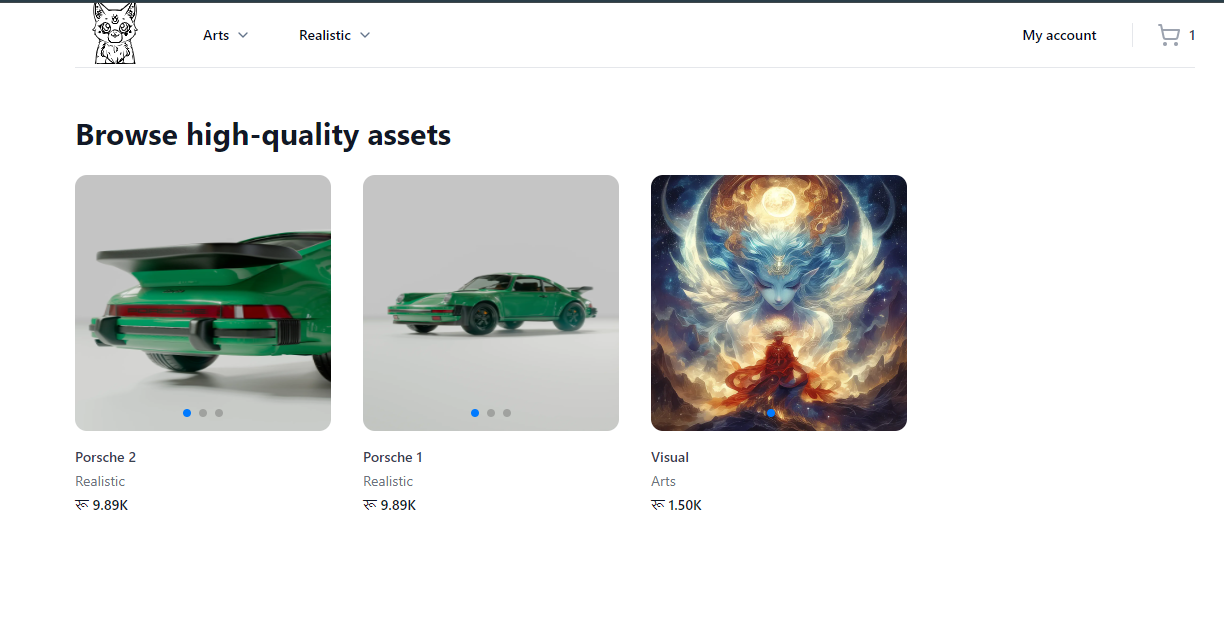 Arts
Realistic
My account
1
Browse high-quality assets
Porsche 2
Realistic
रू 9.89K
Porsche 1
Realistic
रू 9.89K
Visual
Arts
रू 1.50K